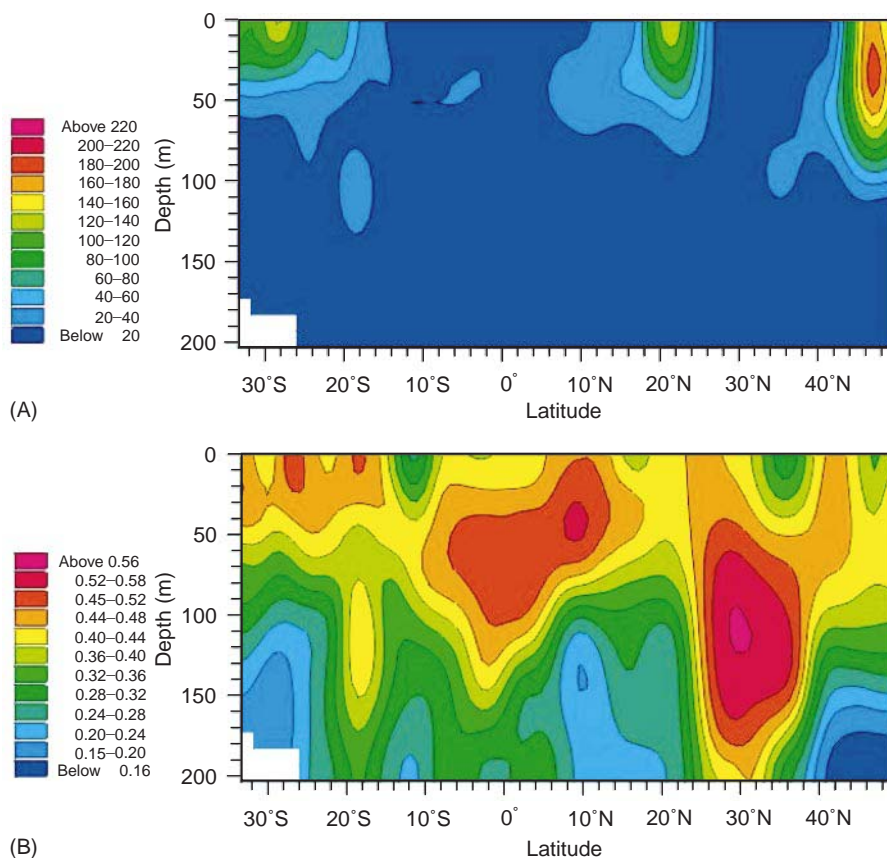 0
50
100
150
200
Depth (m)
Above 220
200–220
180–200
160–180
140–160
120–140
100–120
80–100
60–80
40–60
20–40
Below 20
30°S 20°S 10°S 0° 10°N 20°N 30°N 40°N
Latitude
(A)
0
50
100
150
200
Depth (m)
Above 0.56
0.52–0.58
0.45–0.52
0.44–0.48
0.40–0.44
0.36–0.40
0.32–0.36
0.28–0.32
0.24–0.28
0.20–0.24
0.15–0.20
Below 0.16
30°S 20°S 10°S 0° 10°N 20°N 30°N 40°N
Latitude
(B)